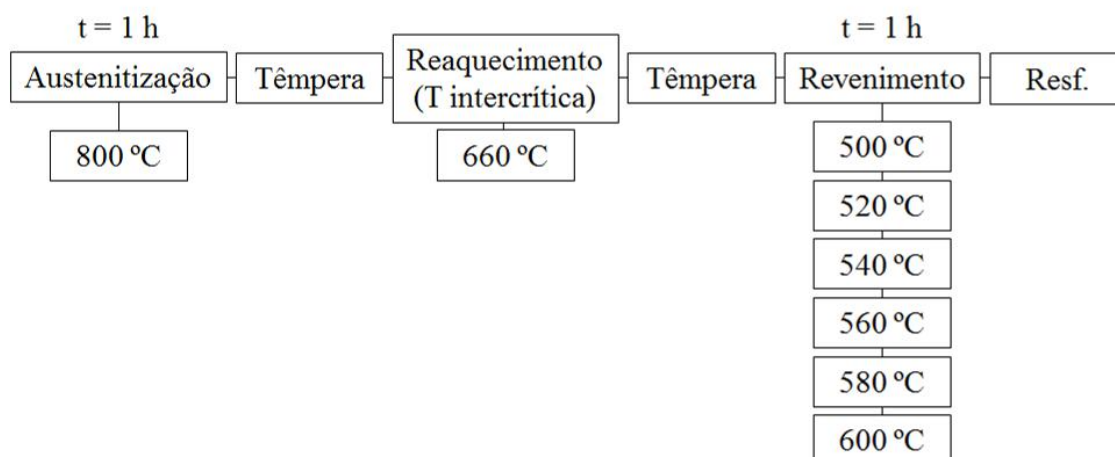 t = 1 h
t = 1 h
Austenitização
Têmpera
Reaquecimento
(T intercrítica)
Têmpera
Revenimento
Resf.
800 ºC
660 ºC
500 ºC
520 ºC
540 ºC
560 ºC
580 ºC
600 ºC